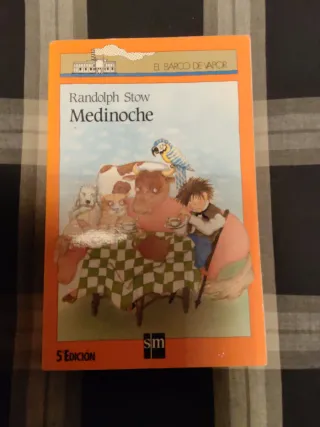 EL BARCO DE VAPOR
Randolph Stow
Medinoche
5ª EDICIÓN
sm